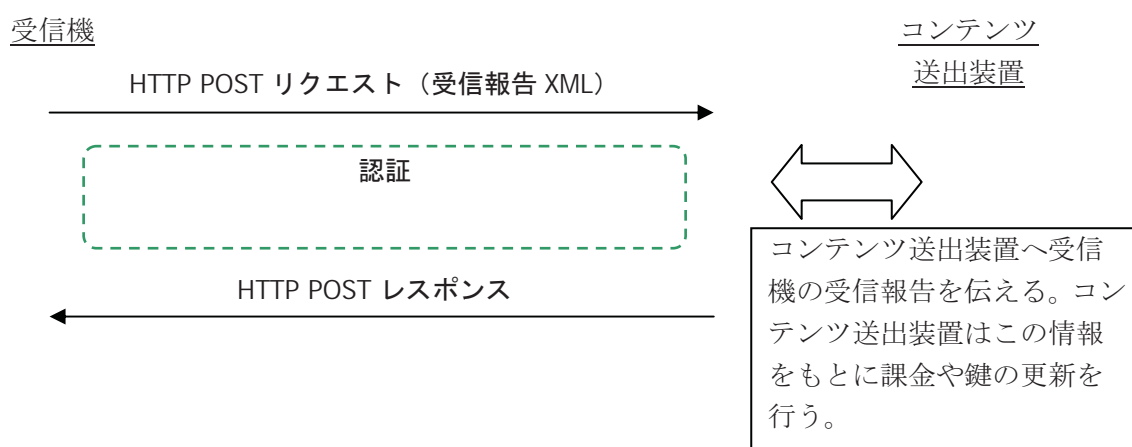 受信機
コンテンツ
送出装置
HTTP POST リクエスト（受信報告 XML）
認証
HTTP POST レスポンス
コンテンツ送出装置へ受信
機の受信報告を伝える。コン
テンツ送出装置はこの情報
をもとに課金や鍵の更新を
行う。